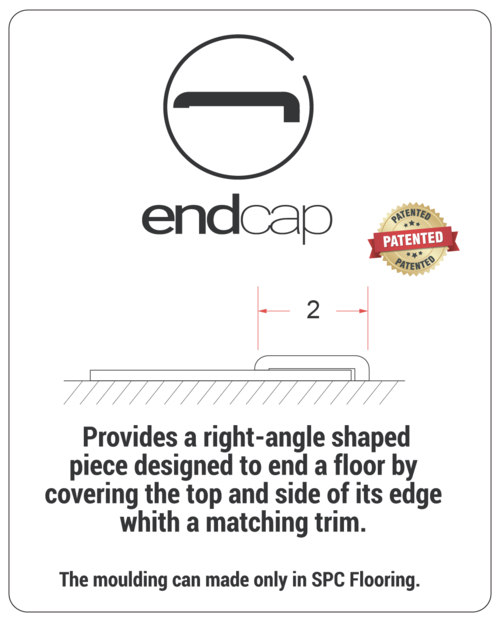 endcap
PATENTED
PATENTED
PATENTED
2
Provides a right-angle shaped
piece designed to end a floor by
covering the top and side of its edge
whith a matching trim.
The moulding can made only in SPC Flooring.